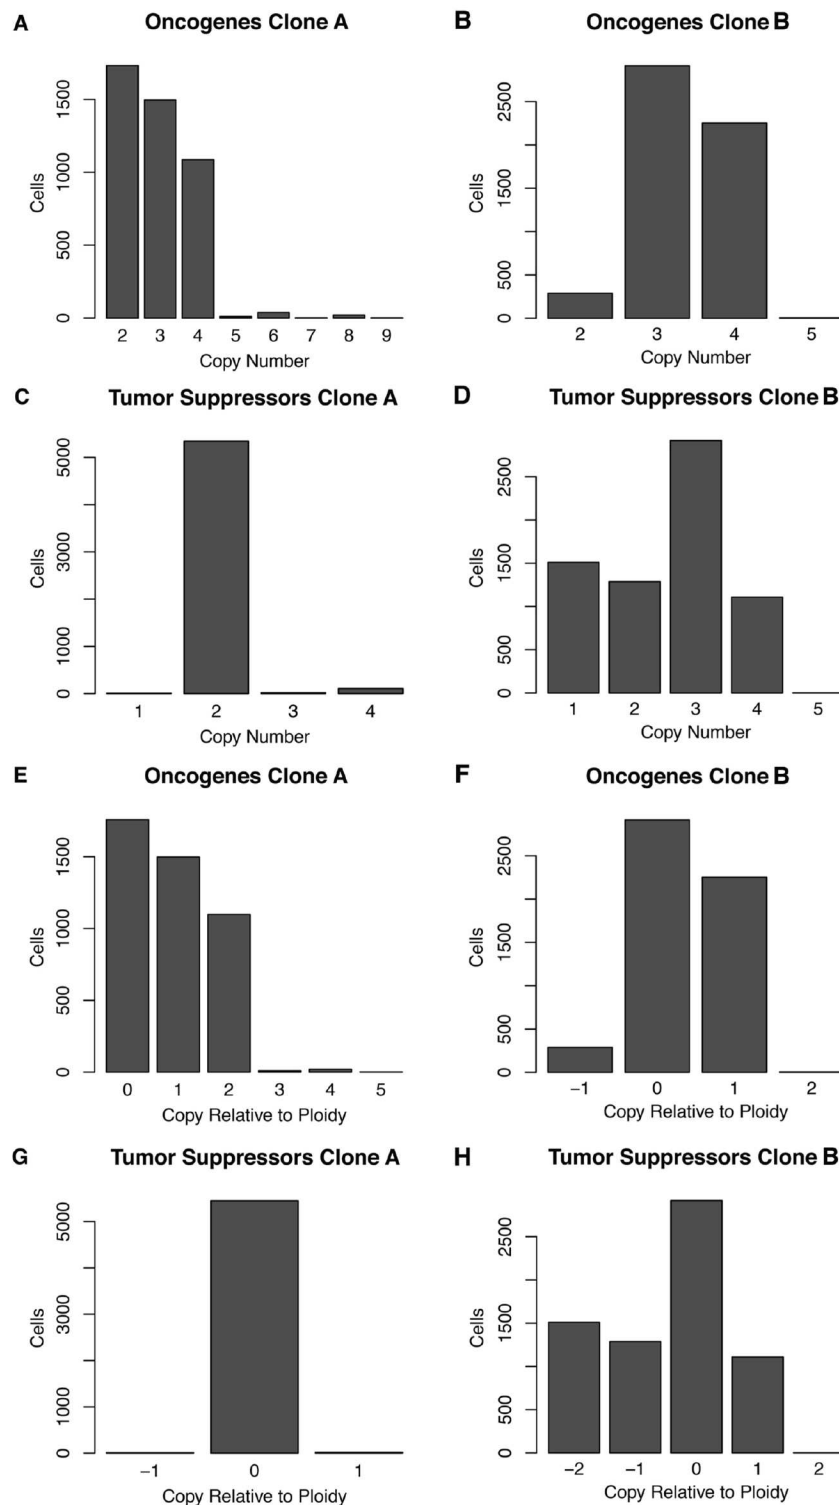 A Oncogenes Clone A
Cells
0 500 1000 1500
2 3 4 5 6 7 8 9
Copy Number
B Oncogenes Clone B
Cells
0 500 1500 2500
2 3 4 5
Copy Number
C Tumor Suppressors Clone A
Cells
0 1000 3000 5000
1 2 3 4
Copy Number
D Tumor Suppressors Clone B
Cells
0 500 1500 2500
1 2 3 4 5
Copy Number
E Oncogenes Clone A
Cells
0 500 1000 1500
0 1 2 3 4 5
Copy Relative to Ploidy
F Oncogenes Clone B
Cells
0 500 1500 2500
−1 0 1 2
Copy Relative to Ploidy
G Tumor Suppressors Clone A
Cells
0 1000 3000 5000
−1 0 1
Copy Relative to Ploidy
H Tumor Suppressors Clone B
Cells
0 500 1500 2500
−2 −1 0 1 2
Copy Relative to Ploidy